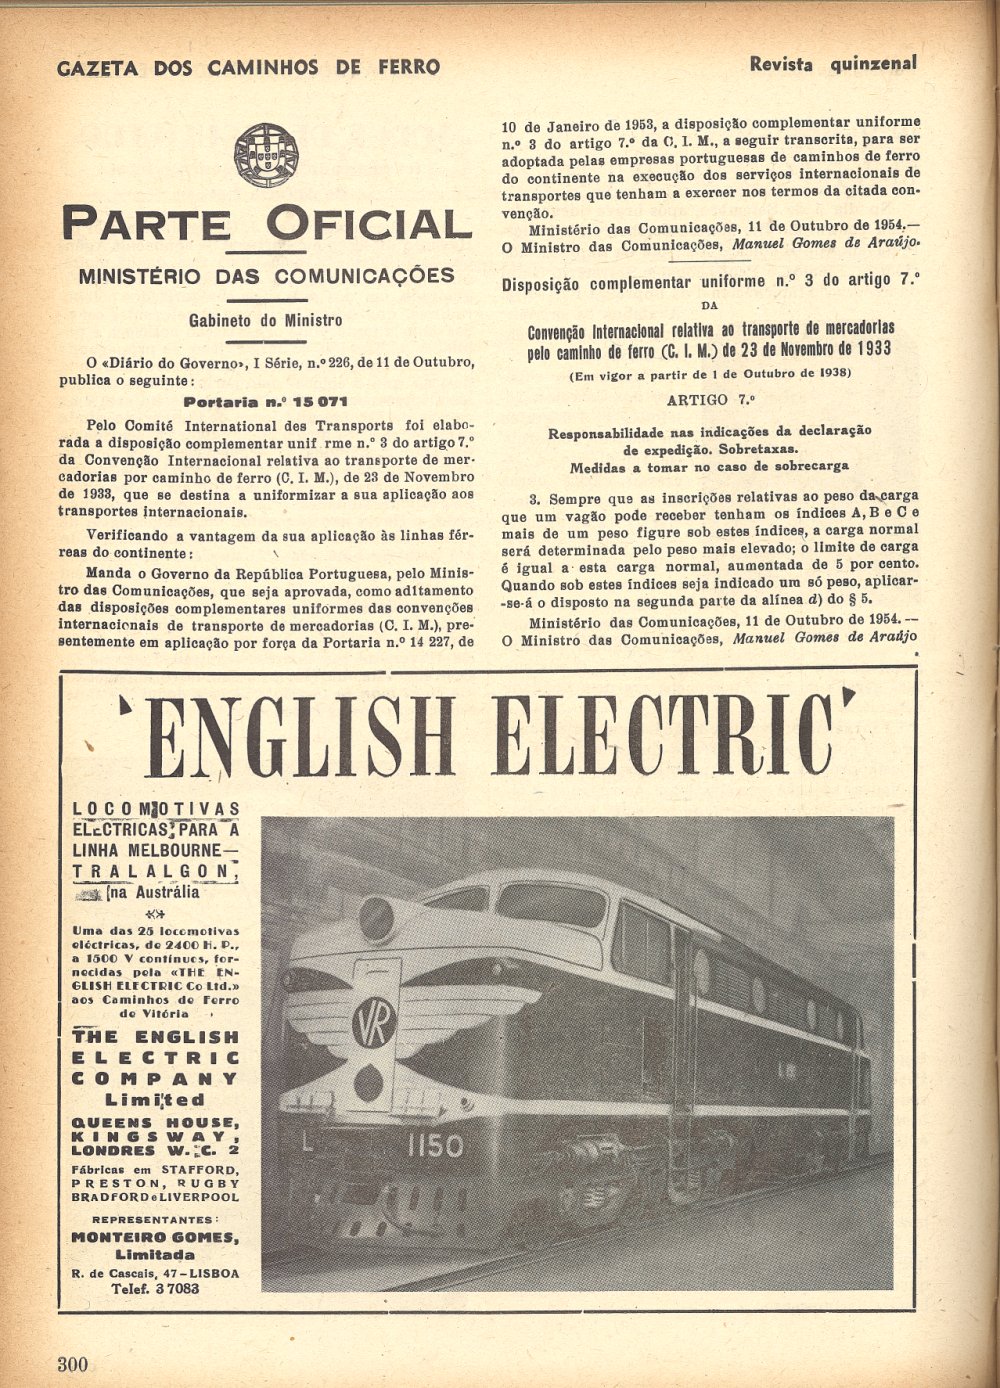 GAZETA DOS CAMINHOS DE FERRO
Revista quinzenal
PARTE OFICIAL
MINISTÉRIO DAS COMUNICAÇÕES
Gabineto do Ministro
O «Diário do Governo», I Série, n.º 226, de 11 de Outubro,
publica o seguinte:
Portaria n.º 15 071
Pelo Comité International des Transports foi elabo-
rada a disposição complementar unif rme n.º 3 do artigo 7.º
da Convenção Internacional relativa ao transporte de mer-
cadorias por caminho de ferro (C. I. M.), de 23 de Novembro
de 1933, que se destina a uniformizar a sua aplicação aos
transportes internacionais.
Verificando a vantagem da sua aplicação às linhas fér-
reas do continente:
Manda o Governo da República Portuguesa, pelo Minis-
tro das Comunicações, que seja aprovada, como aditamento
das disposições complementares uniformes das convenções
internacionais de transporte de mercadorias (C. I. M.), pre-
sentemente em aplicação por força da Portaria n.º 14 227, de
10 de Janeiro de 1953, a disposição complementar uniforme
n.º 3 do artigo 7.º da C. I. M., a seguir transcrita, para ser
adoptada pelas empresas portuguesas de caminhos de ferro
do continente na execução dos serviços internacionais de
transportes que tenham a exercer nos termos da citada con-
venção.
Ministério das Comunicações, 11 de Outubro de 1954.—
O Ministro das Comunicações, Manuel Gomes de Araújo.
Disposição complementar uniforme n.º 3 do artigo 7.º
DA
Convenção Internacional relativa ao transporte de mercadorias
pelo caminho de ferro (C. I. M.) de 23 de Novembro de 1933
(Em vigor a partir de 1 de Outubro de 1938)
ARTIGO 7.º
Responsabilidade nas indicações da declaração
de expedição. Sobretaxas.
Medidas a tomar no caso de sobrecarga
3. Sempre que as inscrições relativas ao peso da carga
que um vagão pode receber tenham os índices A, B e C e
mais de um peso figure sob estes índices, a carga normal
será determinada pelo peso mais elevado; o limite de carga
é igual a esta carga normal, aumentada de 5 por cento.
Quando sob estes índices seja indicado um só peso, aplicar-
-se-á o disposto na segunda parte da alínea d) do § 5.
Ministério das Comunicações, 11 de Outubro de 1954.—
O Ministro das Comunicações, Manuel Gomes de Araújo
.
'ENGLISH ELECTRIC'
LOCOMOTIVAS
ELECTRICAS PARA A
LINHA MELBOURNE—
TRALALGON,
na Austrália
Uma das 25 locomotivas
eléctricas, de 2400 H. P.,
a 1500 V contínuos, for-
necidas pela «THE EN-
GLISH ELECTRIC Co Ltd.»
aos Caminhos de Ferro
de Vitória
THE ENGLISH
ELECTRIC
COMPANY
Limited
QUEENS HOUSE,
KINGSWAY,
LONDRES W. C. 2
Fábricas em STAFFORD,
PRESTON, RUGBY
BRADFORD e LIVERPOOL
REPRESENTANTES:
MONTEIRO GOMES,
Limitada
R. de Cascais, 47 – LISBOA
Telef. 3 7083
VR
L 1150
300